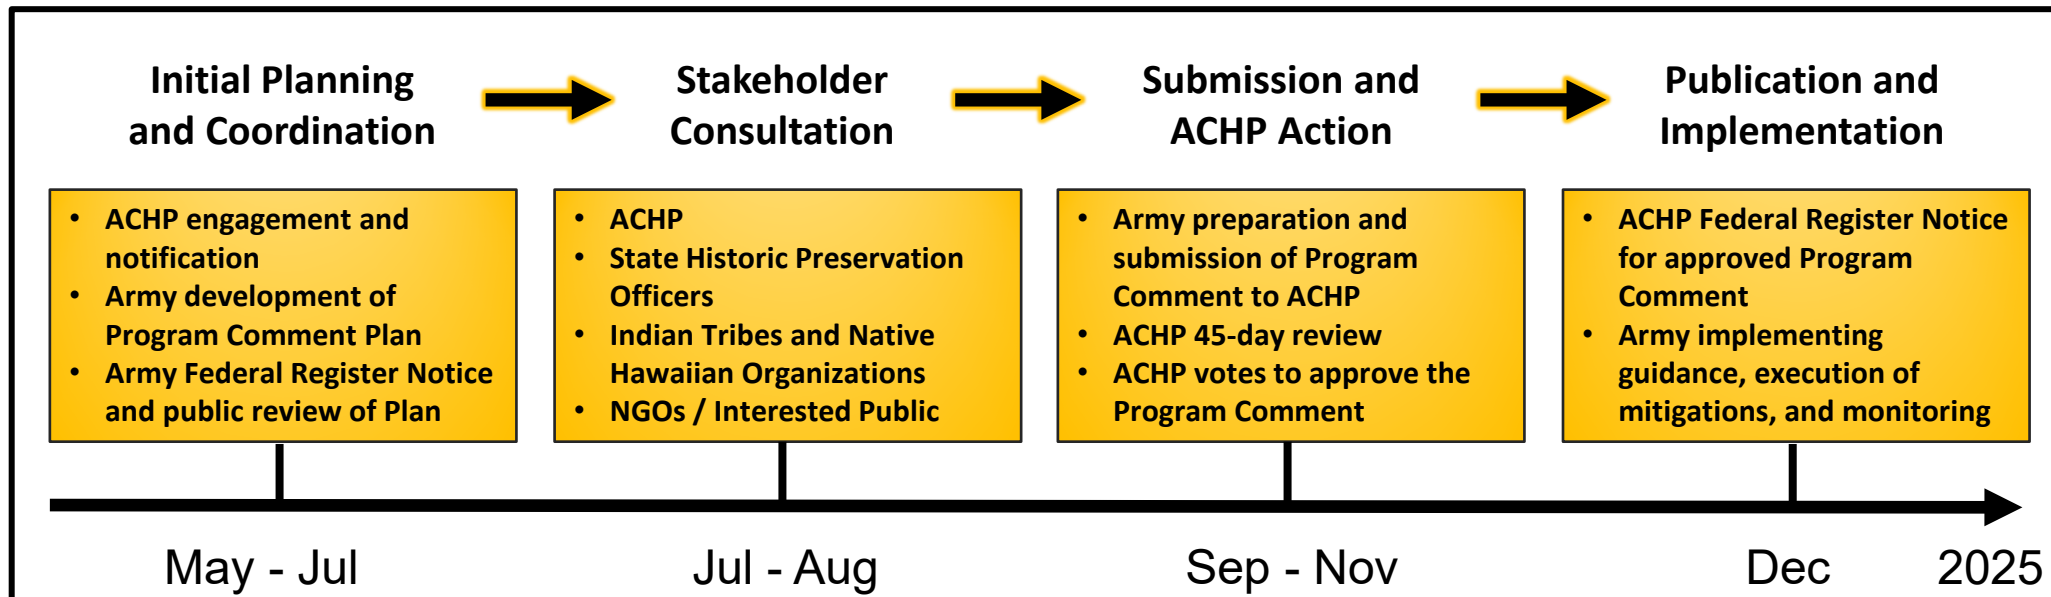 Initial Planning
and Coordination
Stakeholder
Consultation
Submission and
ACHP Action
Publication and
Implementation
• ACHP engagement and
notification
• Army development of
Program Comment Plan
• Army Federal Register Notice
and public review of Plan
• ACHP
• State Historic Preservation
Officers
• Indian Tribes and Native
Hawaiian Organizations
• NGOs / Interested Public
• Army preparation and
submission of Program
Comment to ACHP
• ACHP 45-day review
• ACHP votes to approve the
Program Comment
• ACHP Federal Register Notice
for approved Program
Comment
• Army implementing
guidance, execution of
mitigations, and monitoring
May - Jul
Jul - Aug
Sep - Nov
Dec
2025